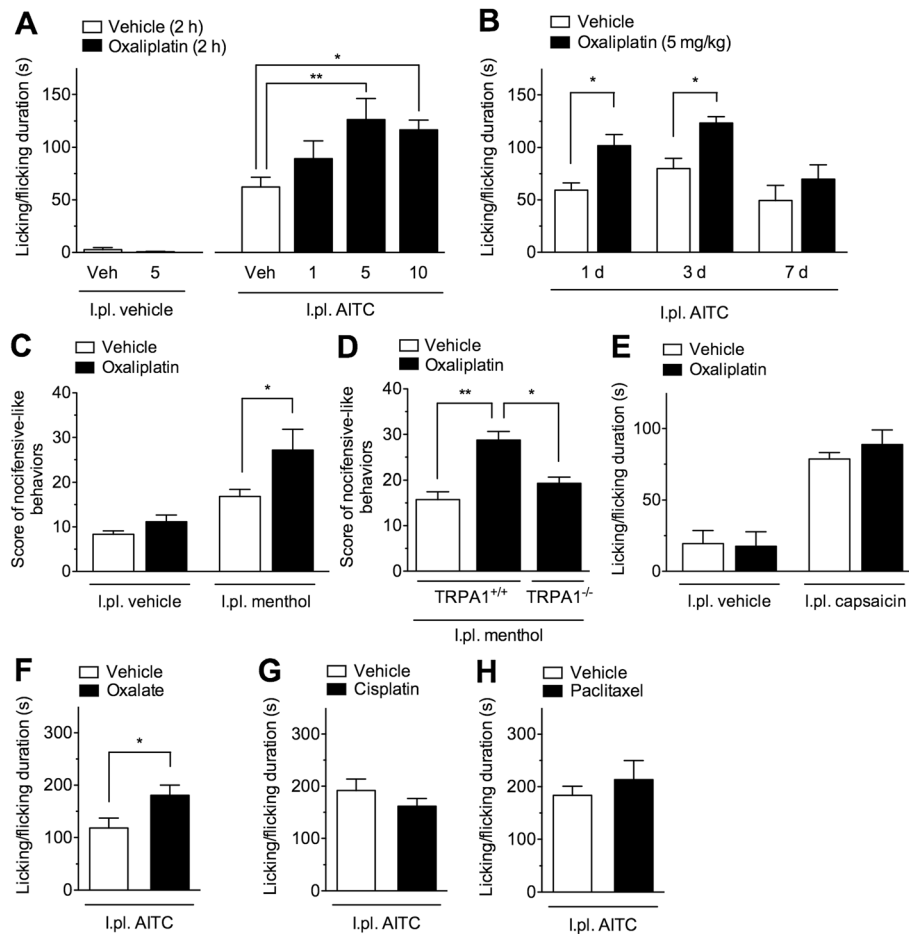 A
Vehicle (2 h)
Oxaliplatin (2 h)
Licking/flicking duration (s)
150
100
50
0
*
**
Veh 5
I.pl. vehicle
Veh 1 5 10
I.pl. AITC
B
Vehicle
Oxaliplatin (5 mg/kg)
Licking/flicking duration (s)
150
100
50
0
* *
1 d 3 d 7 d
I.pl. AITC
C
Vehicle
Oxaliplatin
Score of nocifensive-like
behaviors
40
30
20
10
0
*
I.pl. vehicle I.pl. menthol
D
Vehicle
Oxaliplatin
Score of nocifensive-like
behaviors
40
30
20
10
0
** *
TRPA1+/+ TRPA1-/-
I.pl. menthol
E
Vehicle
Oxaliplatin
Licking/flicking duration (s)
100
50
0
I.pl. vehicle I.pl. capsaicin
F
Vehicle
Oxalate
Licking/flicking duration (s)
300
200
100
0
*
I.pl. AITC
G
Vehicle
Cisplatin
Licking/flicking duration (s)
300
200
100
0
I.pl. AITC
H
Vehicle
Paclitaxel
Licking/flicking duration (s)
300
200
100
0
I.pl. AITC